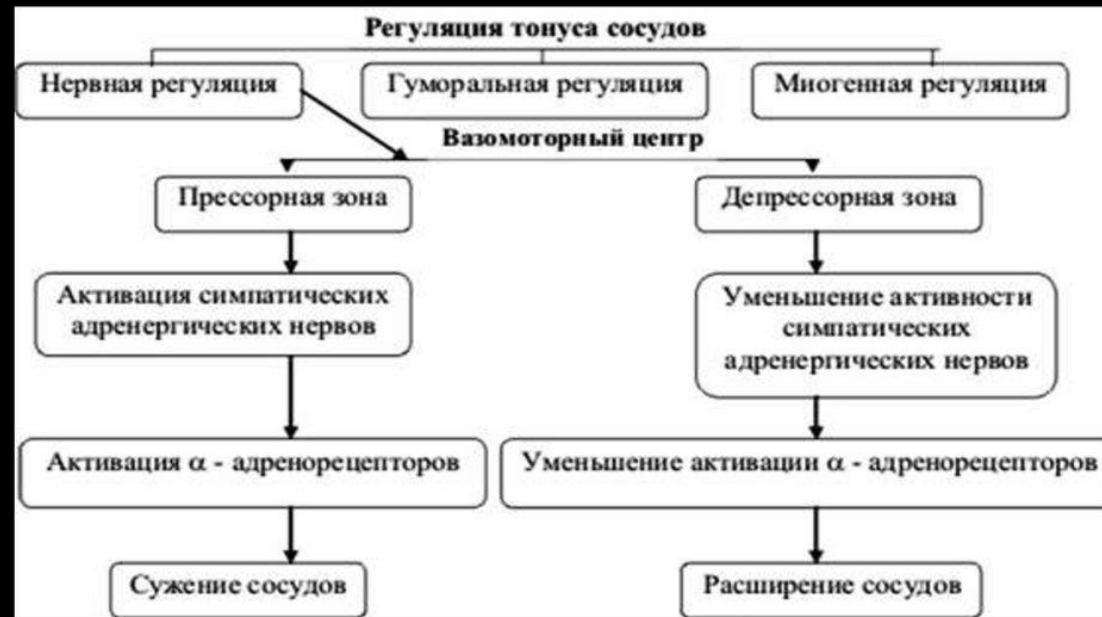 Регуляция тонуса сосудов
Нервная регуляция
Гуморальная регуляция
Миогенная регуляция
Вазомоторный центр
Прессорная зона
Депрессорная зона
Активация симпатических
адренергических нервов
Уменьшение активности
симпатических
адренергических нервов
Активация α - адренорецепторов
Уменьшение активации α - адренорецепторов
Сужение сосудов
Расширение сосудов